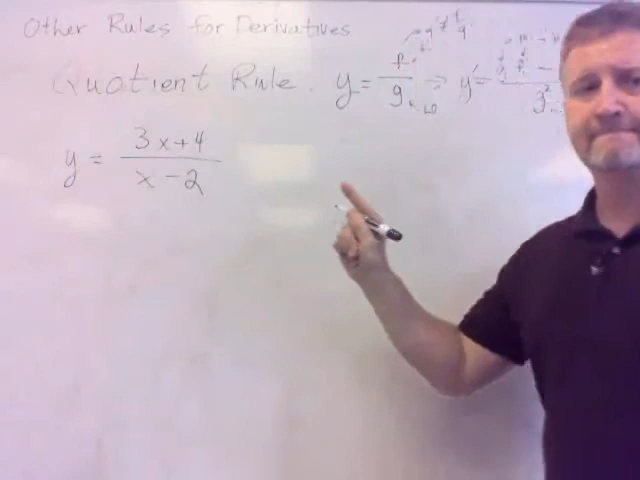 Other Rules for Derivatives
Quotient Rule. y = f/g ⇒ y' =
y = (3x+4)/(x-2)